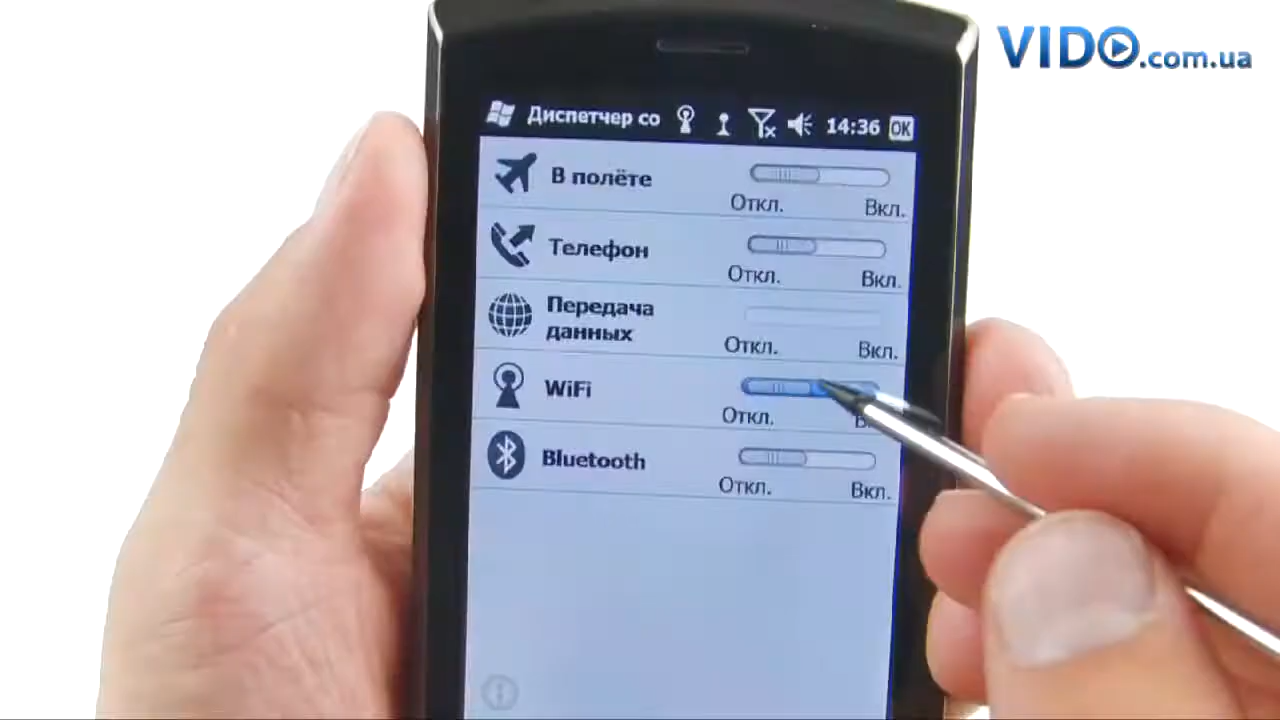 VIDO.com.ua
Диспетчер со 14:36 OK
В полёте
Откл. Вкл.
Телефон
Откл. Вкл.
Передача
данных
Откл. Вкл.
WiFi
Откл.
Bluetooth
Откл. Вкл.